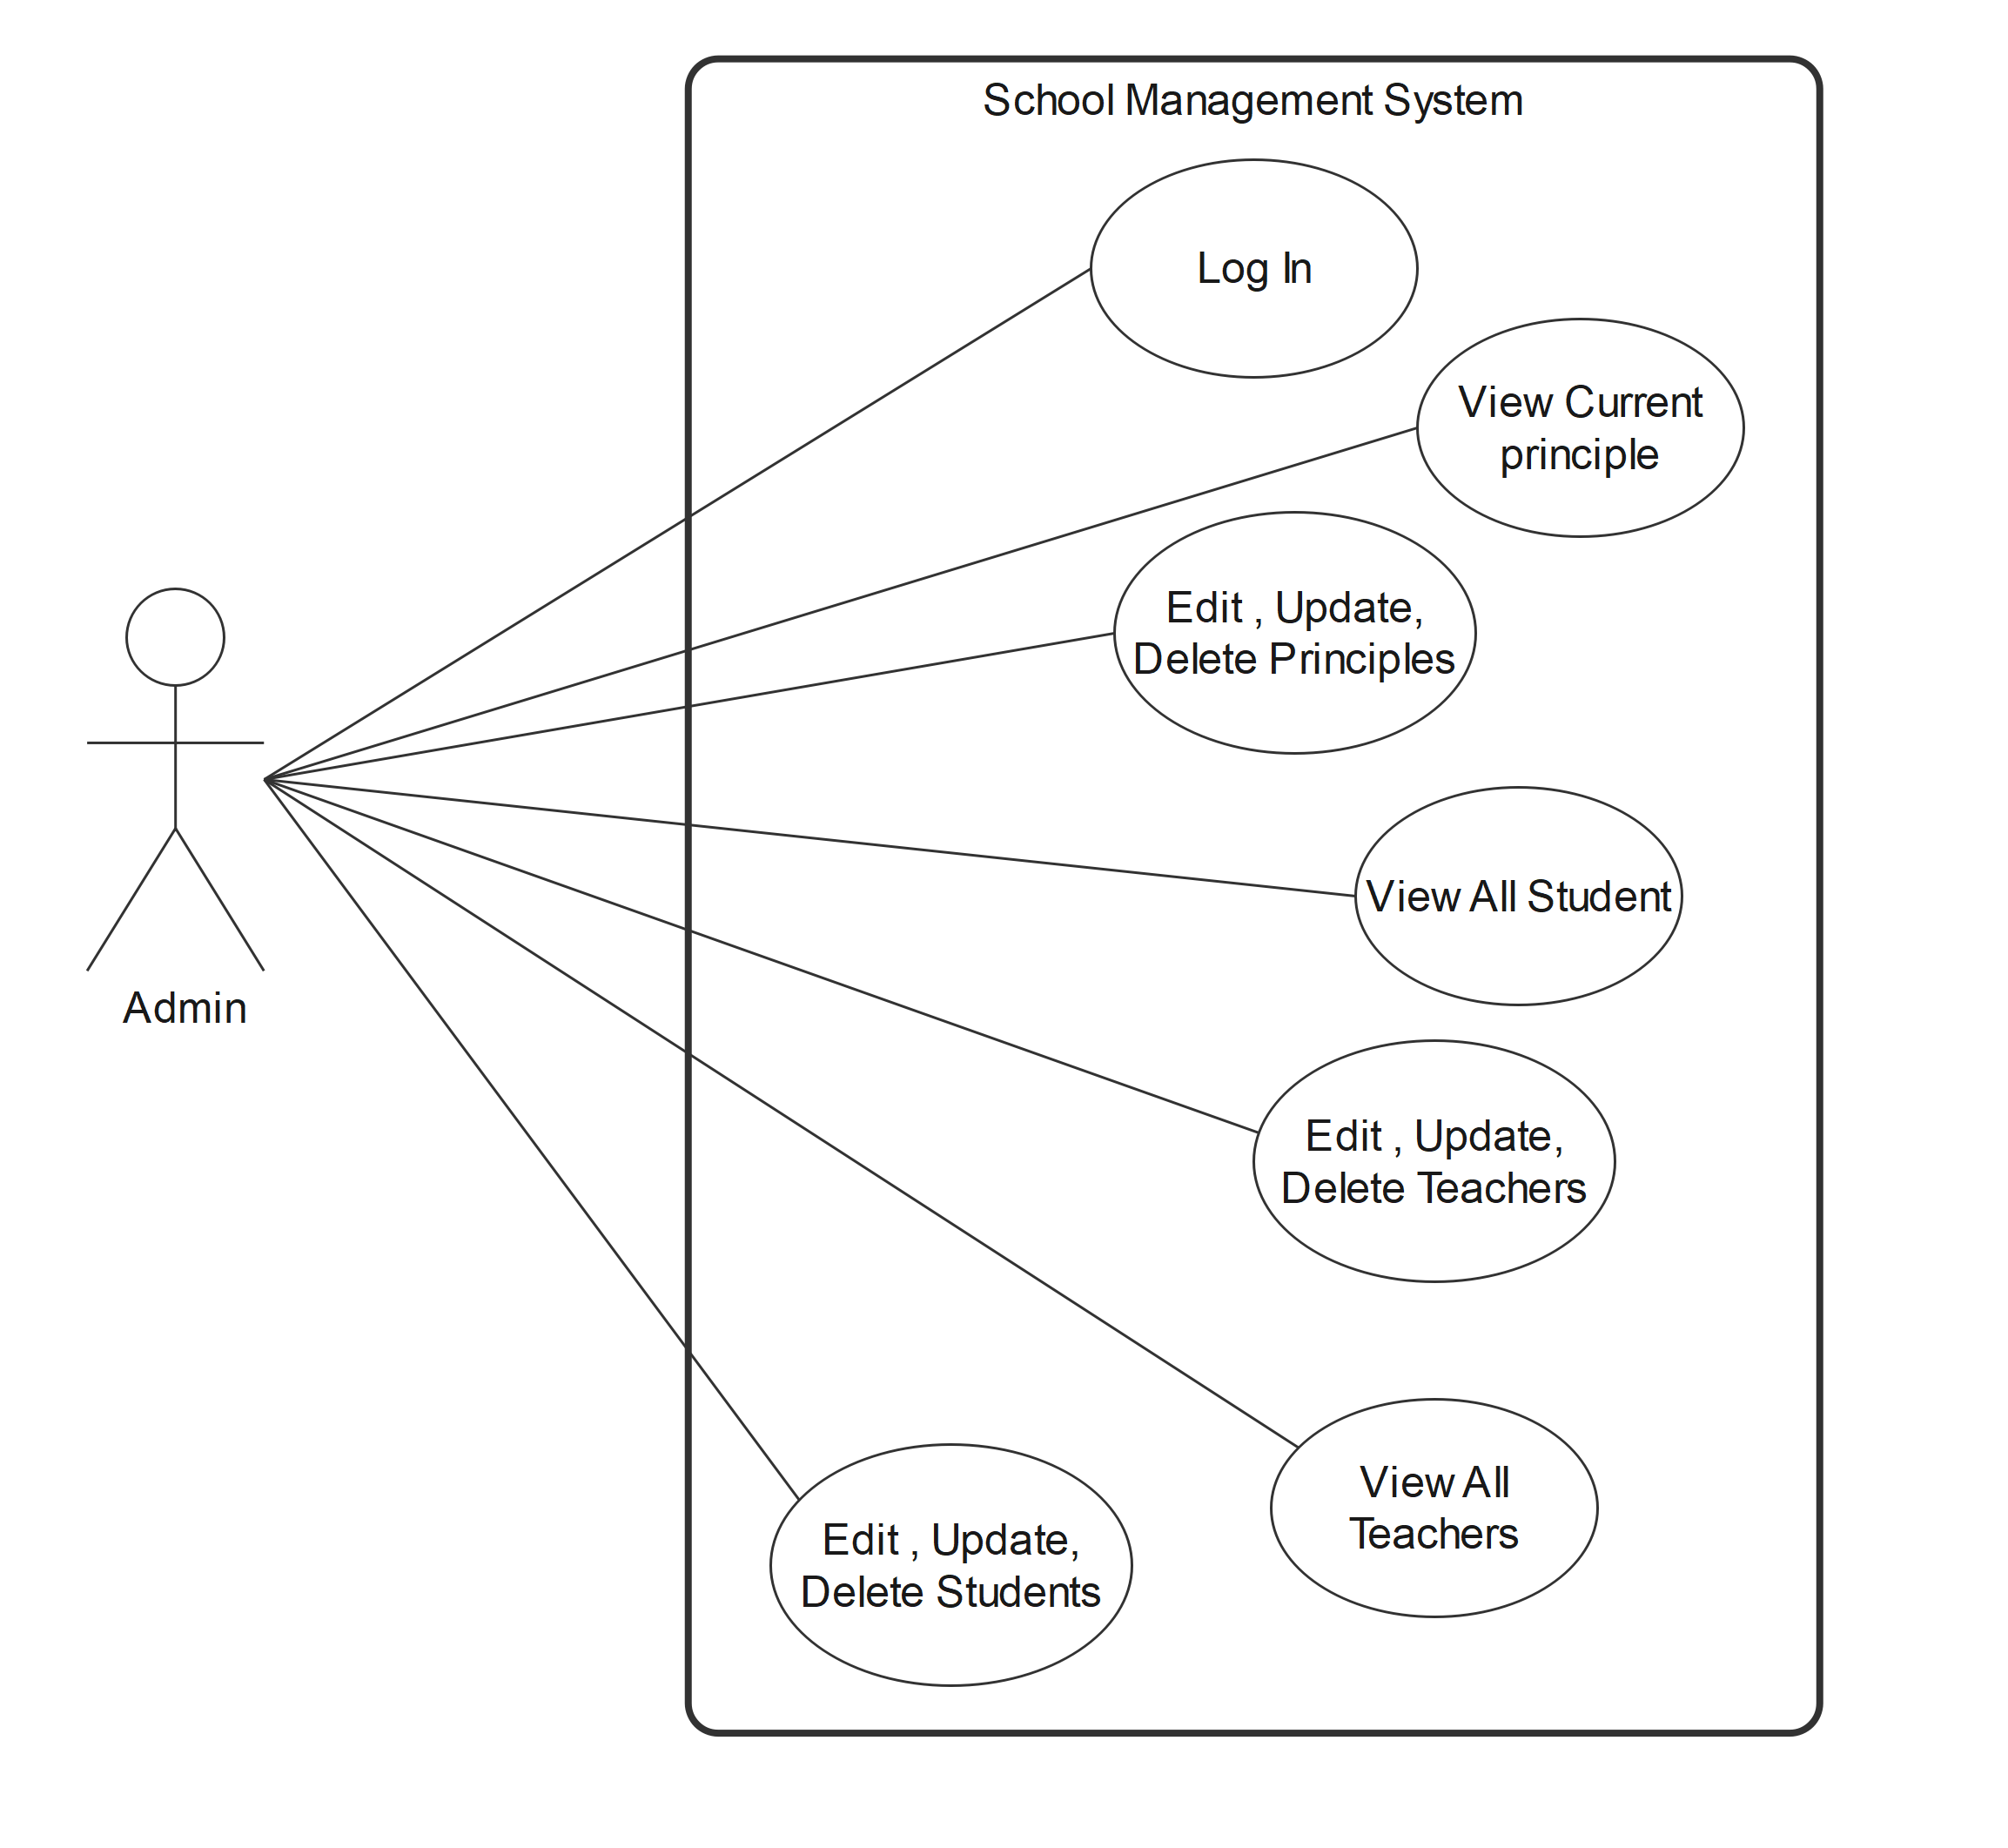 School Management System
Log In
View Current
principle
Edit , Update,
Delete Principles
View All Student
Admin
Edit , Update,
Delete Teachers
View All
Teachers
Edit , Update,
Delete Students